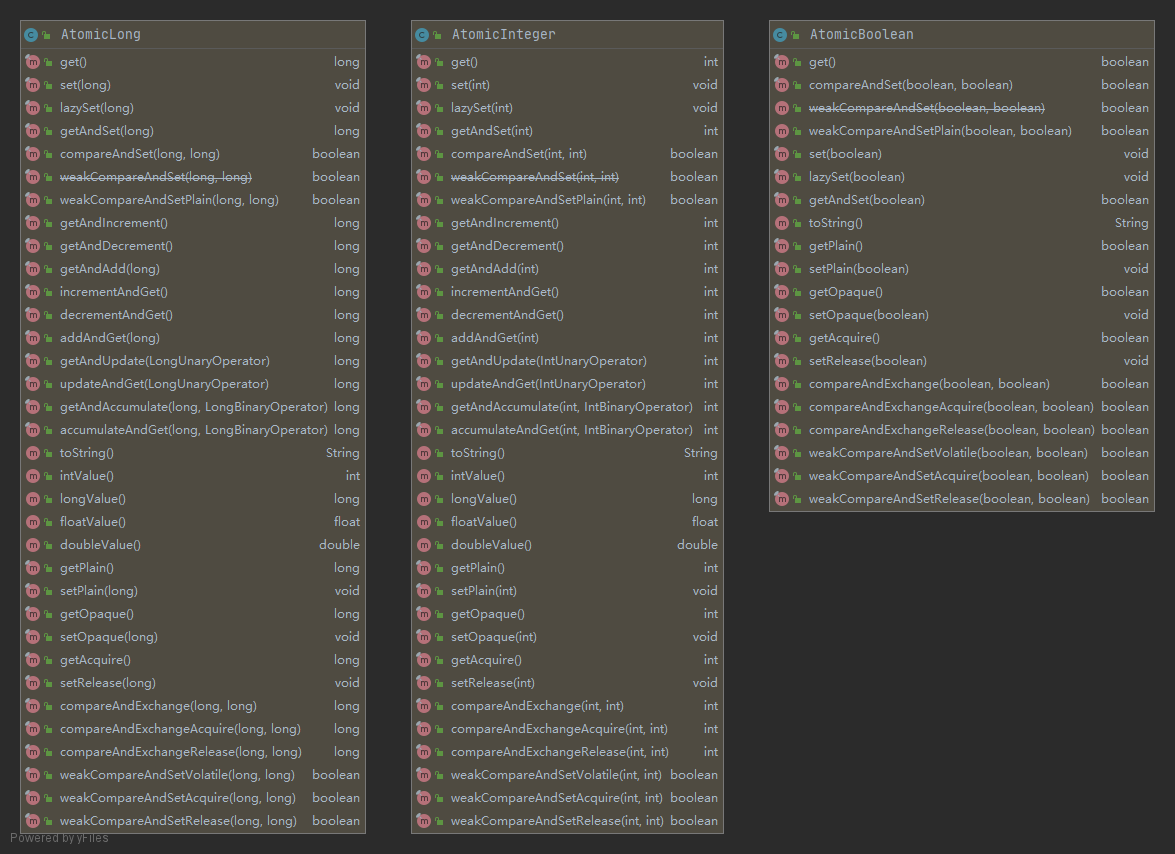 AtomicLong
get() long
set(long) void
lazySet(long) void
getAndSet(long) long
compareAndSet(long, long) boolean
weakCompareAndSet(long, long) boolean
weakCompareAndSetPlain(long, long) boolean
getAndIncrement() long
getAndDecrement() long
getAndAdd(long) long
incrementAndGet() long
decrementAndGet() long
addAndGet(long) long
getAndUpdate(LongUnaryOperator) long
updateAndGet(LongUnaryOperator) long
getAndAccumulate(long, LongBinaryOperator) long
accumulateAndGet(long, LongBinaryOperator) long
toString() String
intValue() int
longValue() long
floatValue() float
doubleValue() double
getPlain() long
setPlain(long) void
getOpaque() long
setOpaque(long) void
getAcquire() long
setRelease(long) void
compareAndExchange(long, long) long
compareAndExchangeAcquire(long, long) long
compareAndExchangeRelease(long, long) long
weakCompareAndSetVolatile(long, long) boolean
weakCompareAndSetAcquire(long, long) boolean
weakCompareAndSetRelease(long, long) boolean
AtomicInteger
get() int
set(int) void
lazySet(int) void
getAndSet(int) int
compareAndSet(int, int) boolean
weakCompareAndSet(int, int) boolean
weakCompareAndSetPlain(int, int) boolean
getAndIncrement() int
getAndDecrement() int
getAndAdd(int) int
incrementAndGet() int
decrementAndGet() int
addAndGet(int) int
getAndUpdate(IntUnaryOperator) int
updateAndGet(IntUnaryOperator) int
getAndAccumulate(int, IntBinaryOperator) int
accumulateAndGet(int, IntBinaryOperator) int
toString() String
intValue() int
longValue() long
floatValue() float
doubleValue() double
getPlain() int
setPlain(int) void
getOpaque() int
setOpaque(int) void
getAcquire() int
setRelease(int) void
compareAndExchange(int, int) int
compareAndExchangeAcquire(int, int) int
compareAndExchangeRelease(int, int) int
weakCompareAndSetVolatile(int, int) boolean
weakCompareAndSetAcquire(int, int) boolean
weakCompareAndSetRelease(int, int) boolean
AtomicBoolean
get() boolean
compareAndSet(boolean, boolean) boolean
weakCompareAndSet(boolean, boolean) boolean
weakCompareAndSetPlain(boolean, boolean) boolean
set(boolean) void
lazySet(boolean) void
getAndSet(boolean) boolean
toString() String
getPlain() boolean
setPlain(boolean) void
getOpaque() boolean
setOpaque(boolean) void
getAcquire() boolean
setRelease(boolean) void
compareAndExchange(boolean, boolean) boolean
compareAndExchangeAcquire(boolean, boolean) boolean
compareAndExchangeRelease(boolean, boolean) boolean
weakCompareAndSetVolatile(boolean, boolean) boolean
weakCompareAndSetAcquire(boolean, boolean) boolean
weakCompareAndSetRelease(boolean, boolean) boolean
Powered by yFiles